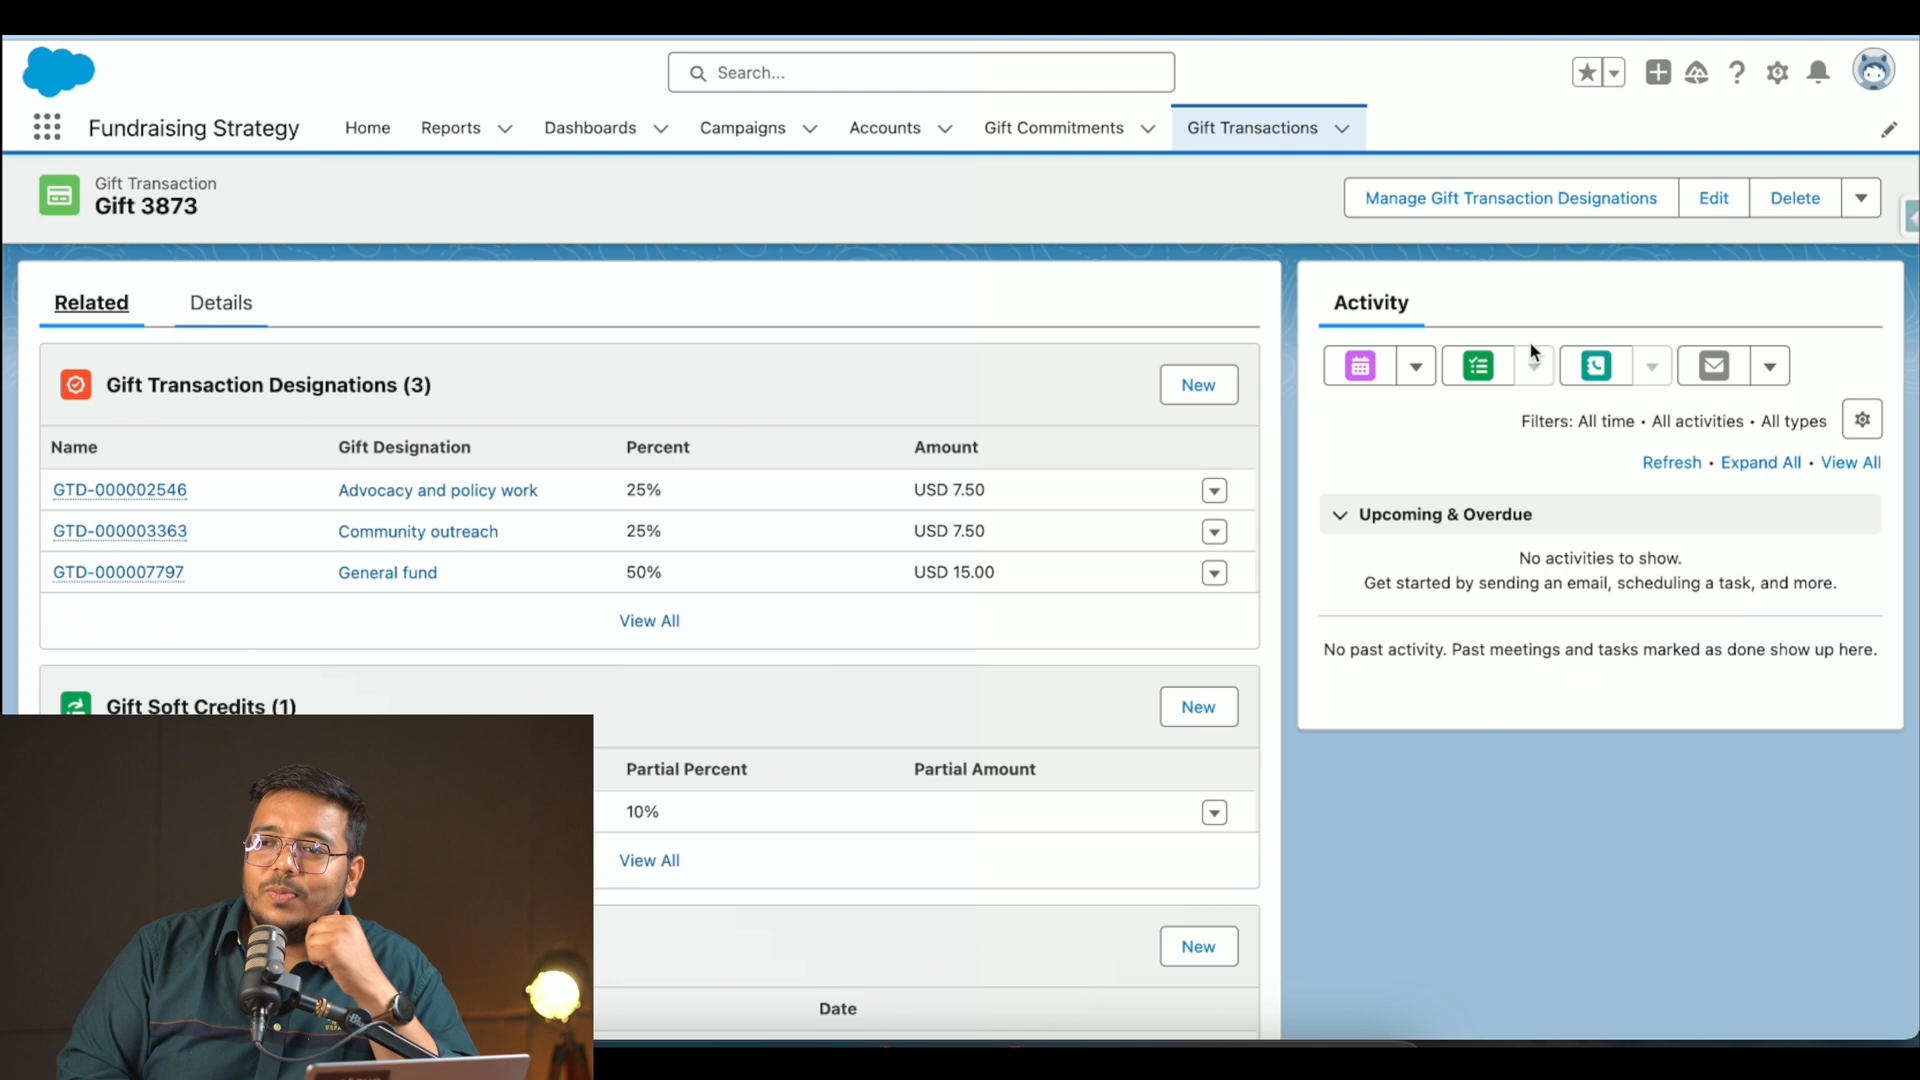 Search...
Fundraising Strategy Home Reports Dashboards Campaigns Accounts Gift Commitments Gift Transactions
Gift Transaction
Gift 3873
Manage Gift Transaction Designations Edit Delete
Related Details
Gift Transaction Designations (3) New
Name Gift Designation Percent Amount
GTD-000002546 Advocacy and policy work 25% USD 7.50
GTD-000003363 Community outreach 25% USD 7.50
GTD-000007797 General fund 50% USD 15.00
View All
Gift Soft Credits (1) New
Partial Percent Partial Amount
10%
View All
New
Date
Activity
Filters: All time • All activities • All types
Refresh • Expand All • View All
Upcoming & Overdue
No activities to show.
Get started by sending an email, scheduling a task, and more.
No past activity. Past meetings and tasks marked as done show up here.